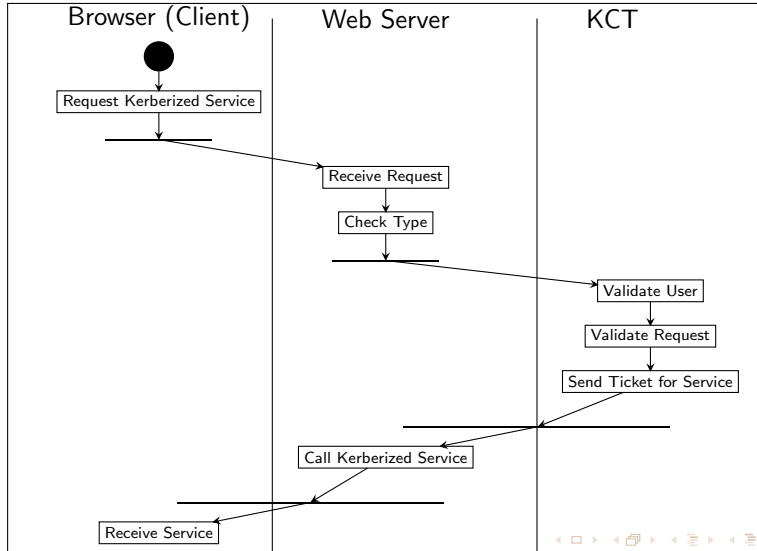 Browser (Client)
Web Server
KCT
Request Kerberized Service
Receive Request
Check Type
Validate User
Validate Request
Send Ticket for Service
Call Kerberized Service
Receive Service